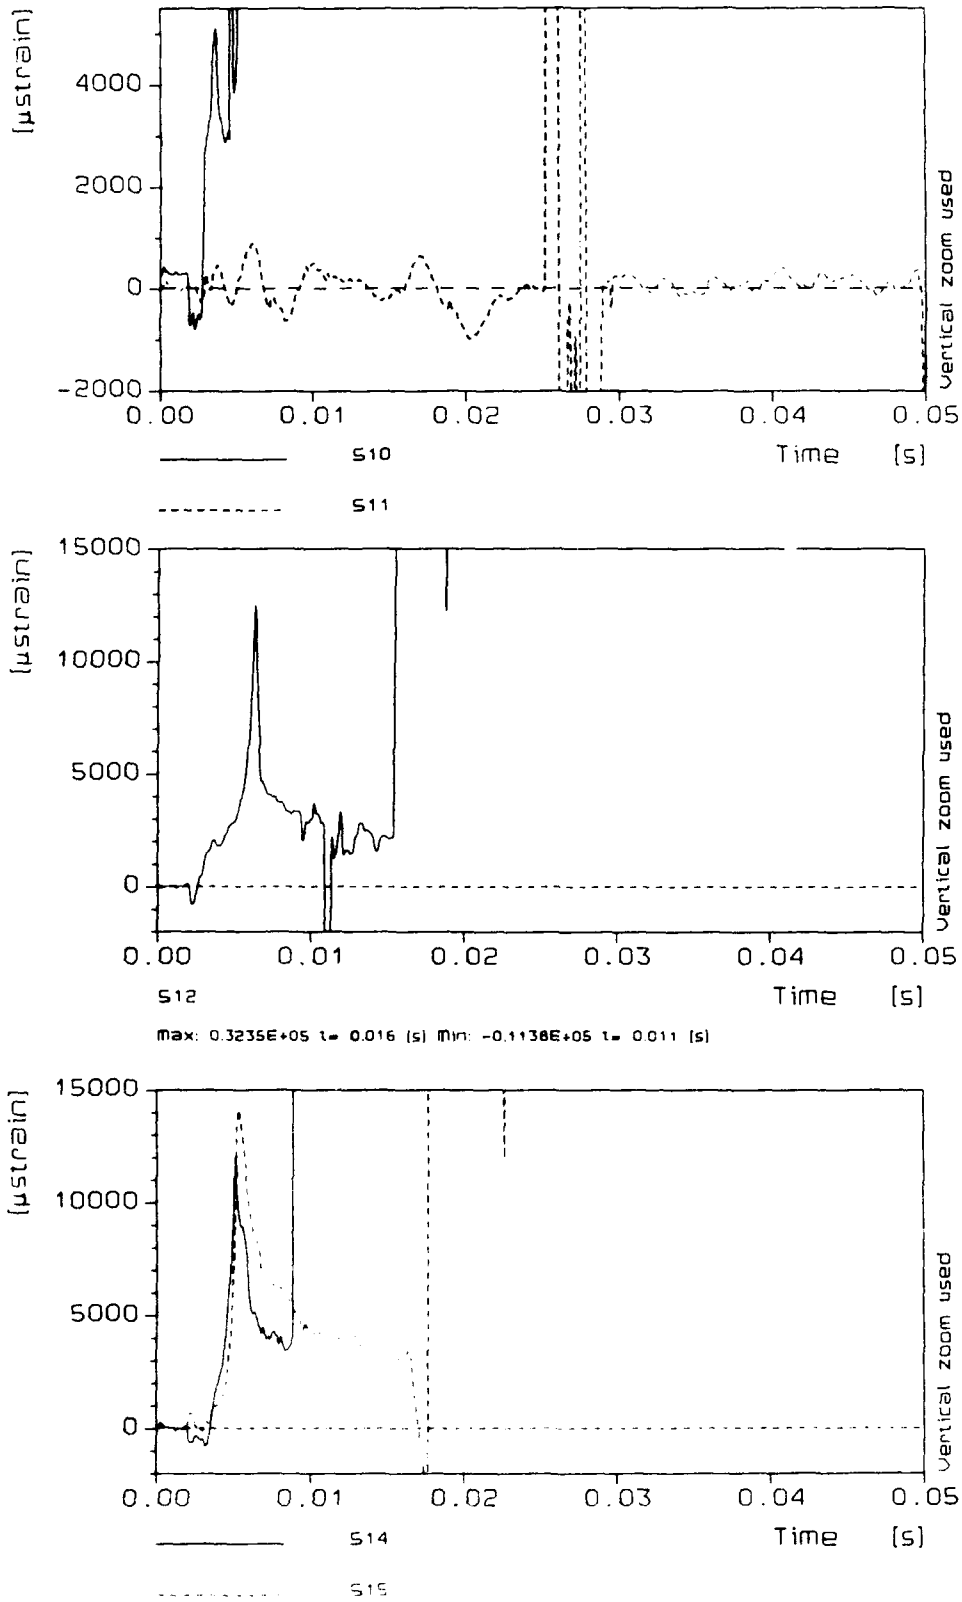 [µstrain]
4000
2000
0
-2000
0.00 0.01 0.02 0.03 0.04 0.05
Time [s]
Vertical zoom used
S10
S11
[µstrain]
15000
10000
5000
0
0.00 0.01 0.02 0.03 0.04 0.05
S12 Time [s]
Vertical zoom used
Max: 0.3235E+05 t= 0.016 [s] Min: -0.1138E+05 t= 0.011 [s]
[µstrain]
15000
10000
5000
0
0.00 0.01 0.02 0.03 0.04 0.05
Time [s]
Vertical zoom used
S14
S15